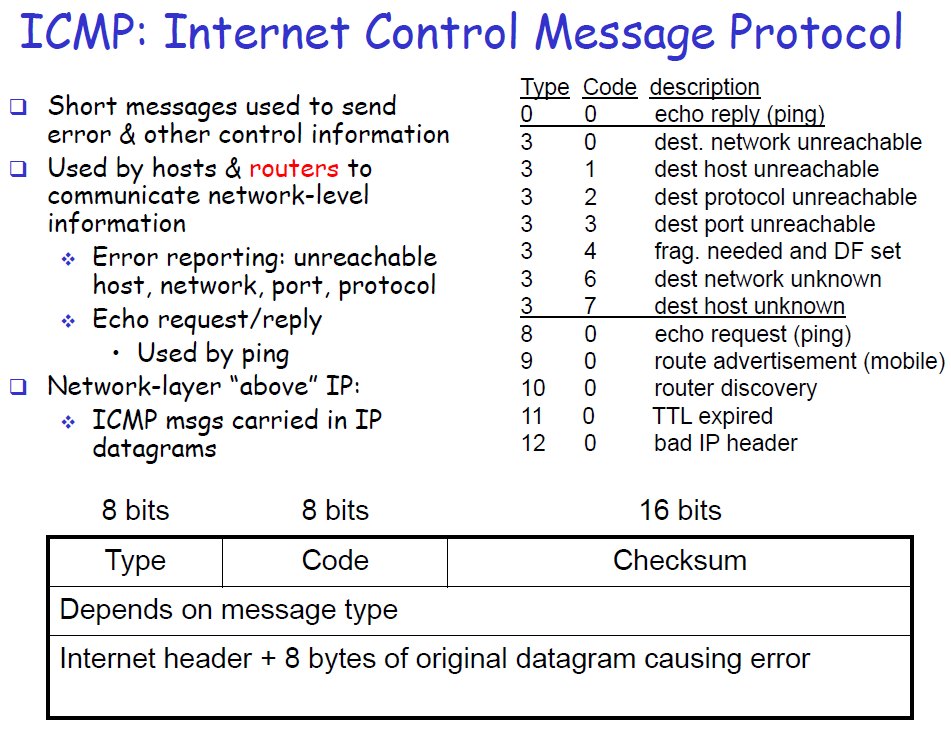 ICMP: Internet Control Message Protocol
Short messages used to send
error & other control information
Used by hosts & routers to
communicate network-level
information
Error reporting: unreachable
host, network, port, protocol
Echo request/reply
• Used by ping
Network-layer “above” IP:
ICMP msgs carried in IP
datagrams
Type Code description
0 0 echo reply (ping)
3 0 dest. network unreachable
3 1 dest host unreachable
3 2 dest protocol unreachable
3 3 dest port unreachable
3 4 frag. needed and DF set
3 6 dest network unknown
3 7 dest host unknown
8 0 echo request (ping)
9 0 route advertisement (mobile)
10 0 router discovery
11 0 TTL expired
12 0 bad IP header
8 bits 8 bits 16 bits
Type Code Checksum
Depends on message type
Internet header + 8 bytes of original datagram causing error